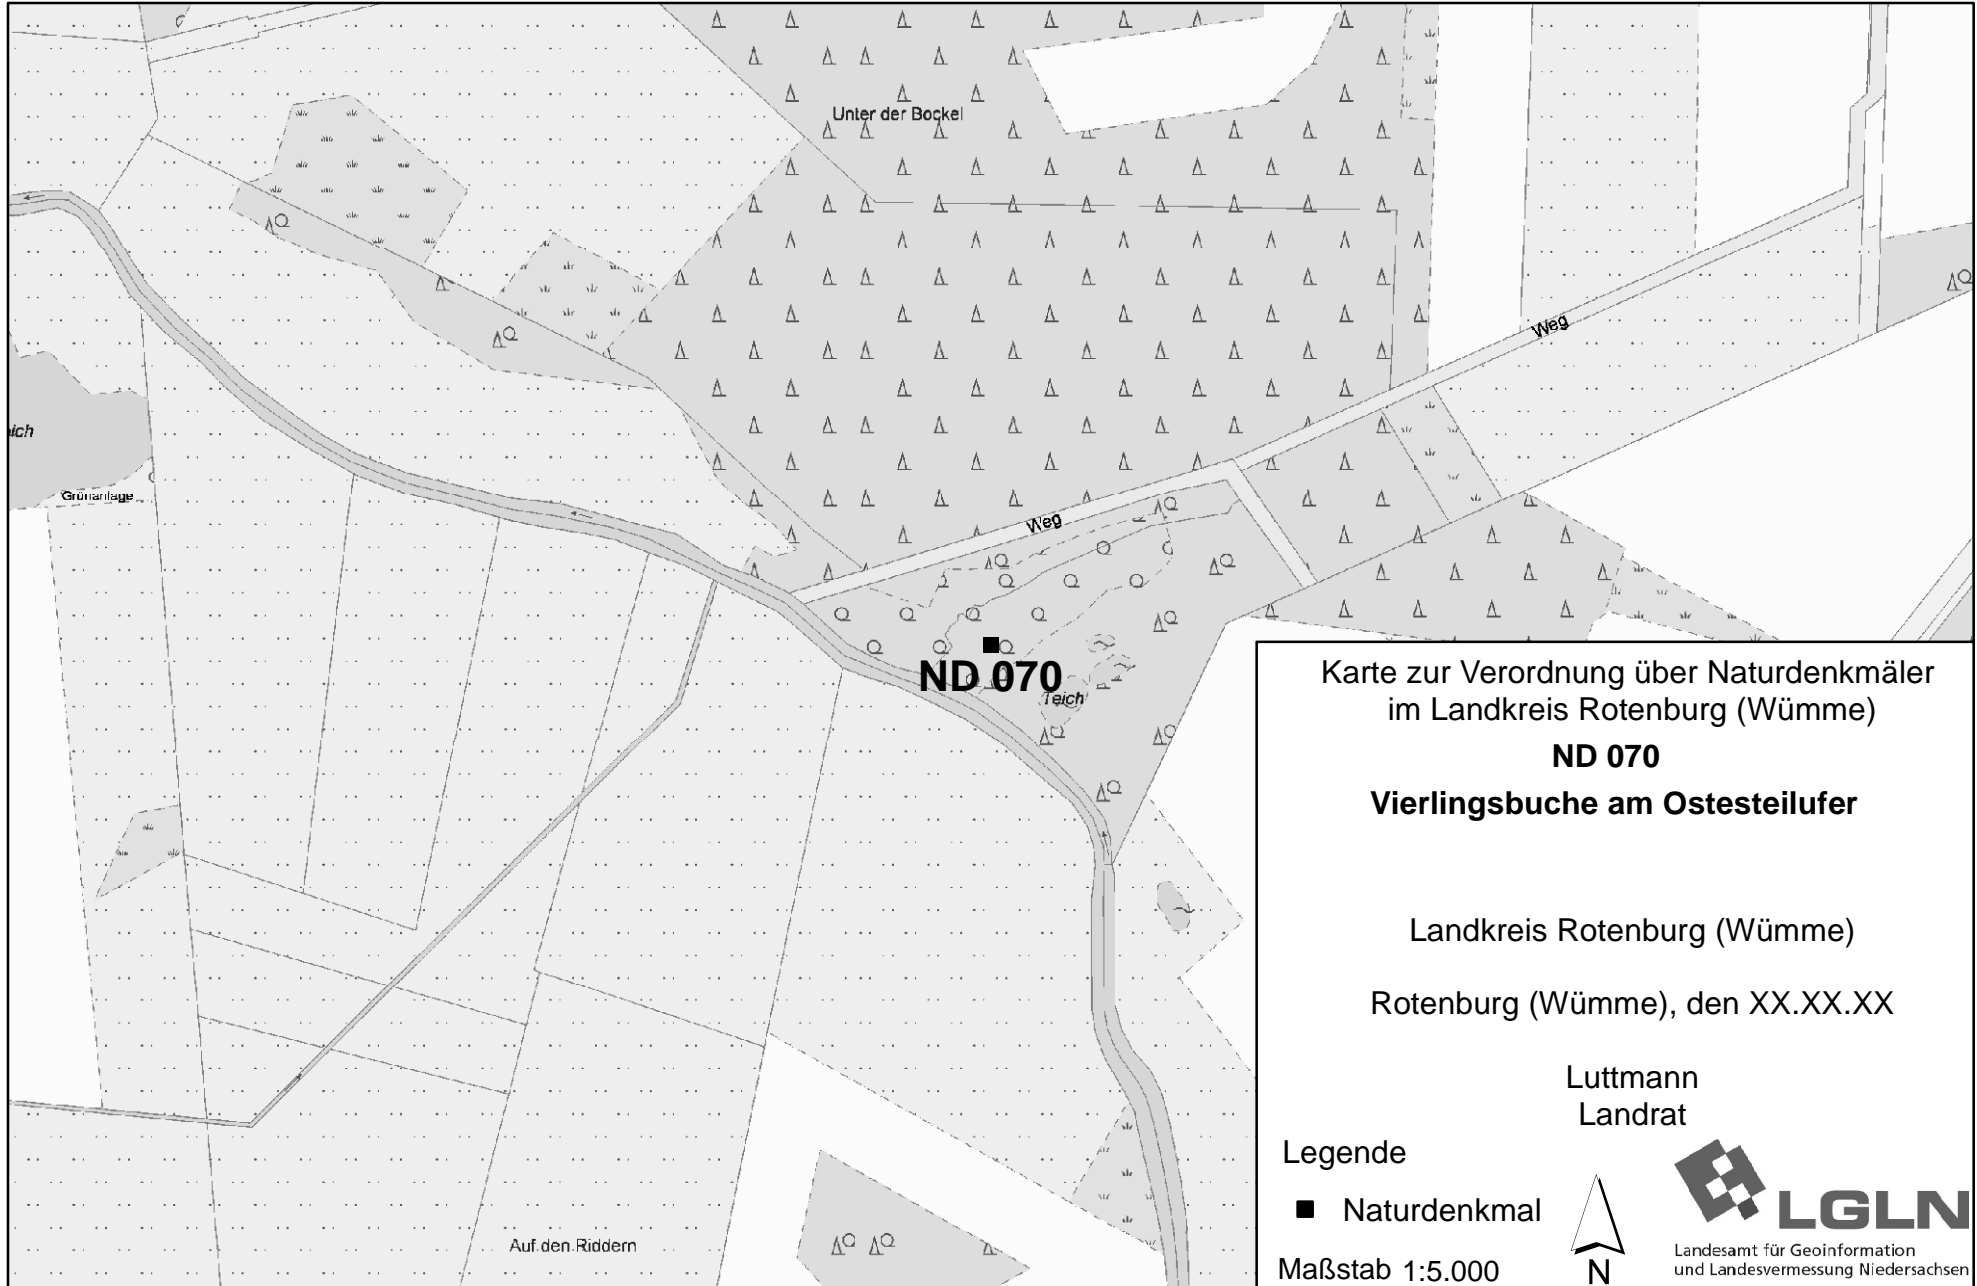 Unter der Bockel
Weg
eich
Grünanlage
Weg
ND 070
Teich
Auf den Riddern
Karte zur Verordnung über Naturdenkmäler
im Landkreis Rotenburg (Wümme)
ND 070
Vierlingsbuche am Ostesteilufer
Landkreis Rotenburg (Wümme)
Rotenburg (Wümme), den XX.XX.XX
Luttmann
Landrat
Legende
Naturdenkmal
Maßstab 1:5.000
N
LGLN
Landesamt für Geoinformation
und Landesvermessung Niedersachsen